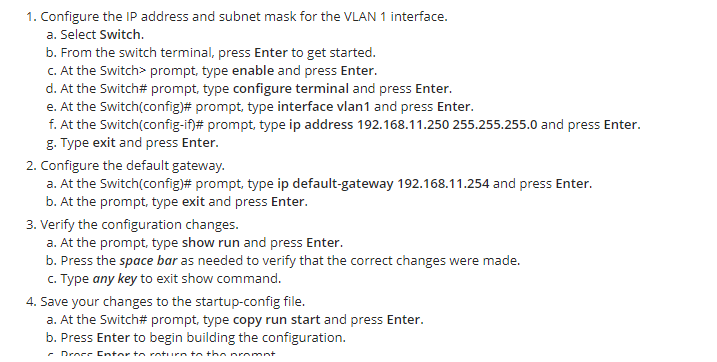 1. Configure the IP address and subnet mask for the VLAN 1 interface.
a. Select Switch.
b. From the switch terminal, press Enter to get started.
c. At the Switch> prompt, type enable and press Enter.
d. At the Switch# prompt, type configure terminal and press Enter.
e. At the Switch(config)# prompt, type interface vlan1 and press Enter.
f. At the Switch(config-if)# prompt, type ip address 192.168.11.250 255.255.255.0 and press Enter.
g. Type exit and press Enter.
2. Configure the default gateway.
a. At the Switch(config)# prompt, type ip default-gateway 192.168.11.254 and press Enter.
b. At the prompt, type exit and press Enter.
3. Verify the configuration changes.
a. At the prompt, type show run and press Enter.
b. Press the space bar as needed to verify that the correct changes were made.
c. Type any key to exit show command.
4. Save your changes to the startup-config file.
a. At the Switch# prompt, type copy run start and press Enter.
b. Press Enter to begin building the configuration.
c. Press Enter to return to the prompt